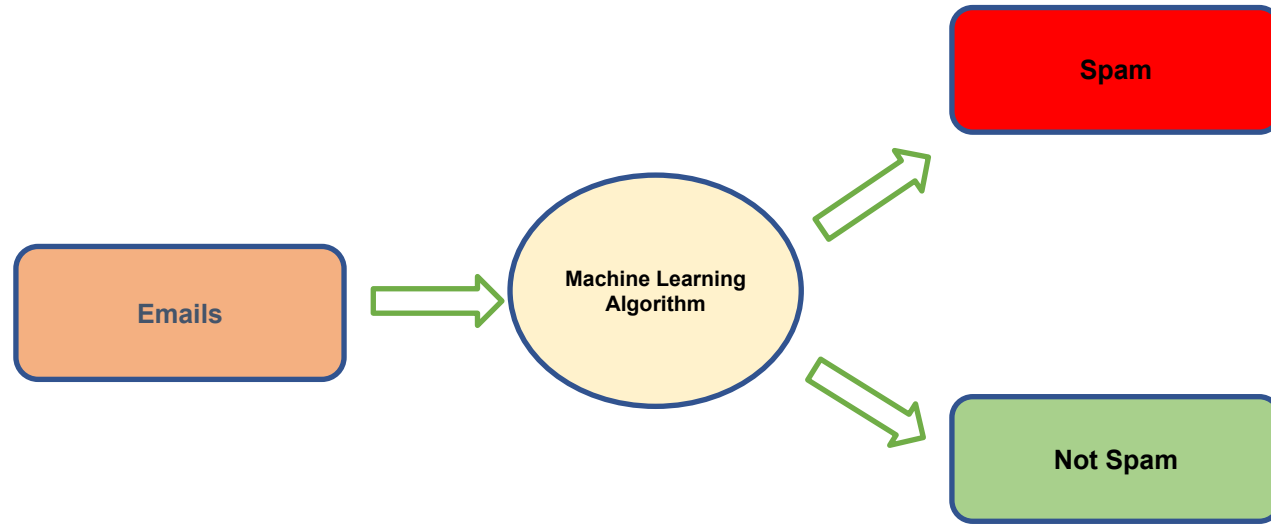 Spam
Machine Learning
Algorithm
Emails
Not Spam